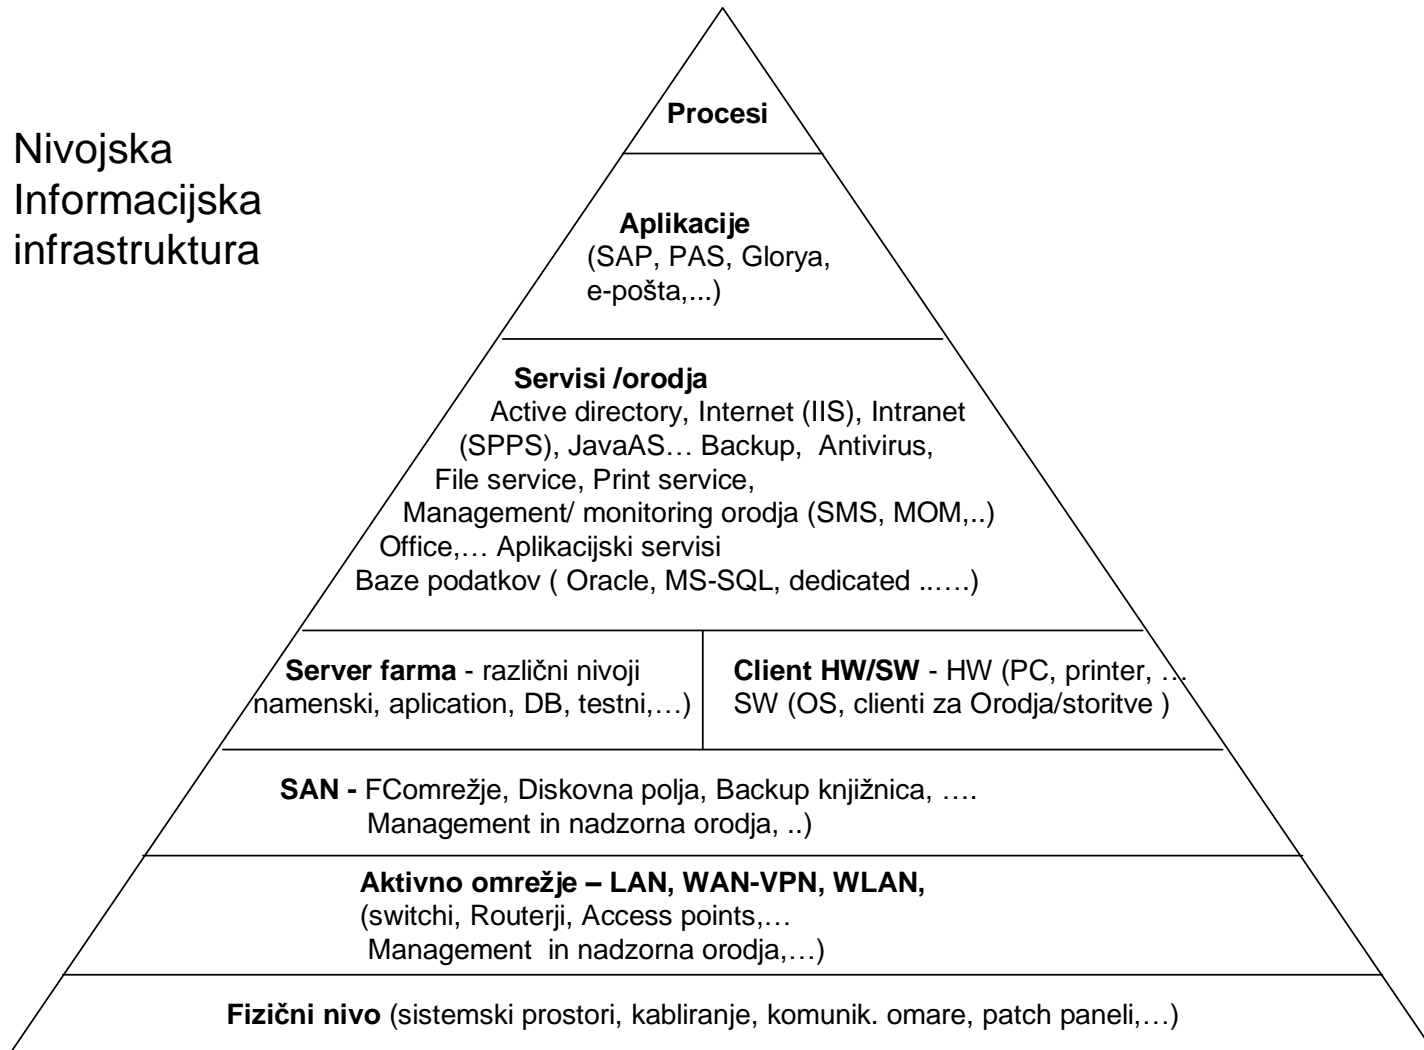 Nivojska
Informacijska
infrastruktura
Procesi
Aplikacije
(SAP, PAS, Glorya,
e-pošta,...)
Servisi /orodja
Active directory, Internet (IIS), Intranet
(SPPS), JavaAS… Backup, Antivirus,
File service, Print service,
Management/ monitoring orodja (SMS, MOM,..)
Office,… Aplikacijski servisi
Baze podatkov ( Oracle, MS-SQL, dedicated ..….)
Server farma - različni nivoji
namenski, aplication, DB, testni,…)
Client HW/SW - HW (PC, printer, …
SW (OS, clienti za Orodja/storitve )
SAN - FComrežje, Diskovna polja, Backup knjižnica, ….
Management in nadzorna orodja, ..)
Aktivno omrežje – LAN, WAN-VPN, WLAN,
(switchi, Routerji, Access points,…
Management in nadzorna orodja,…)
Fizični nivo (sistemski prostori, kabliranje, komunik. omare, patch paneli,…)